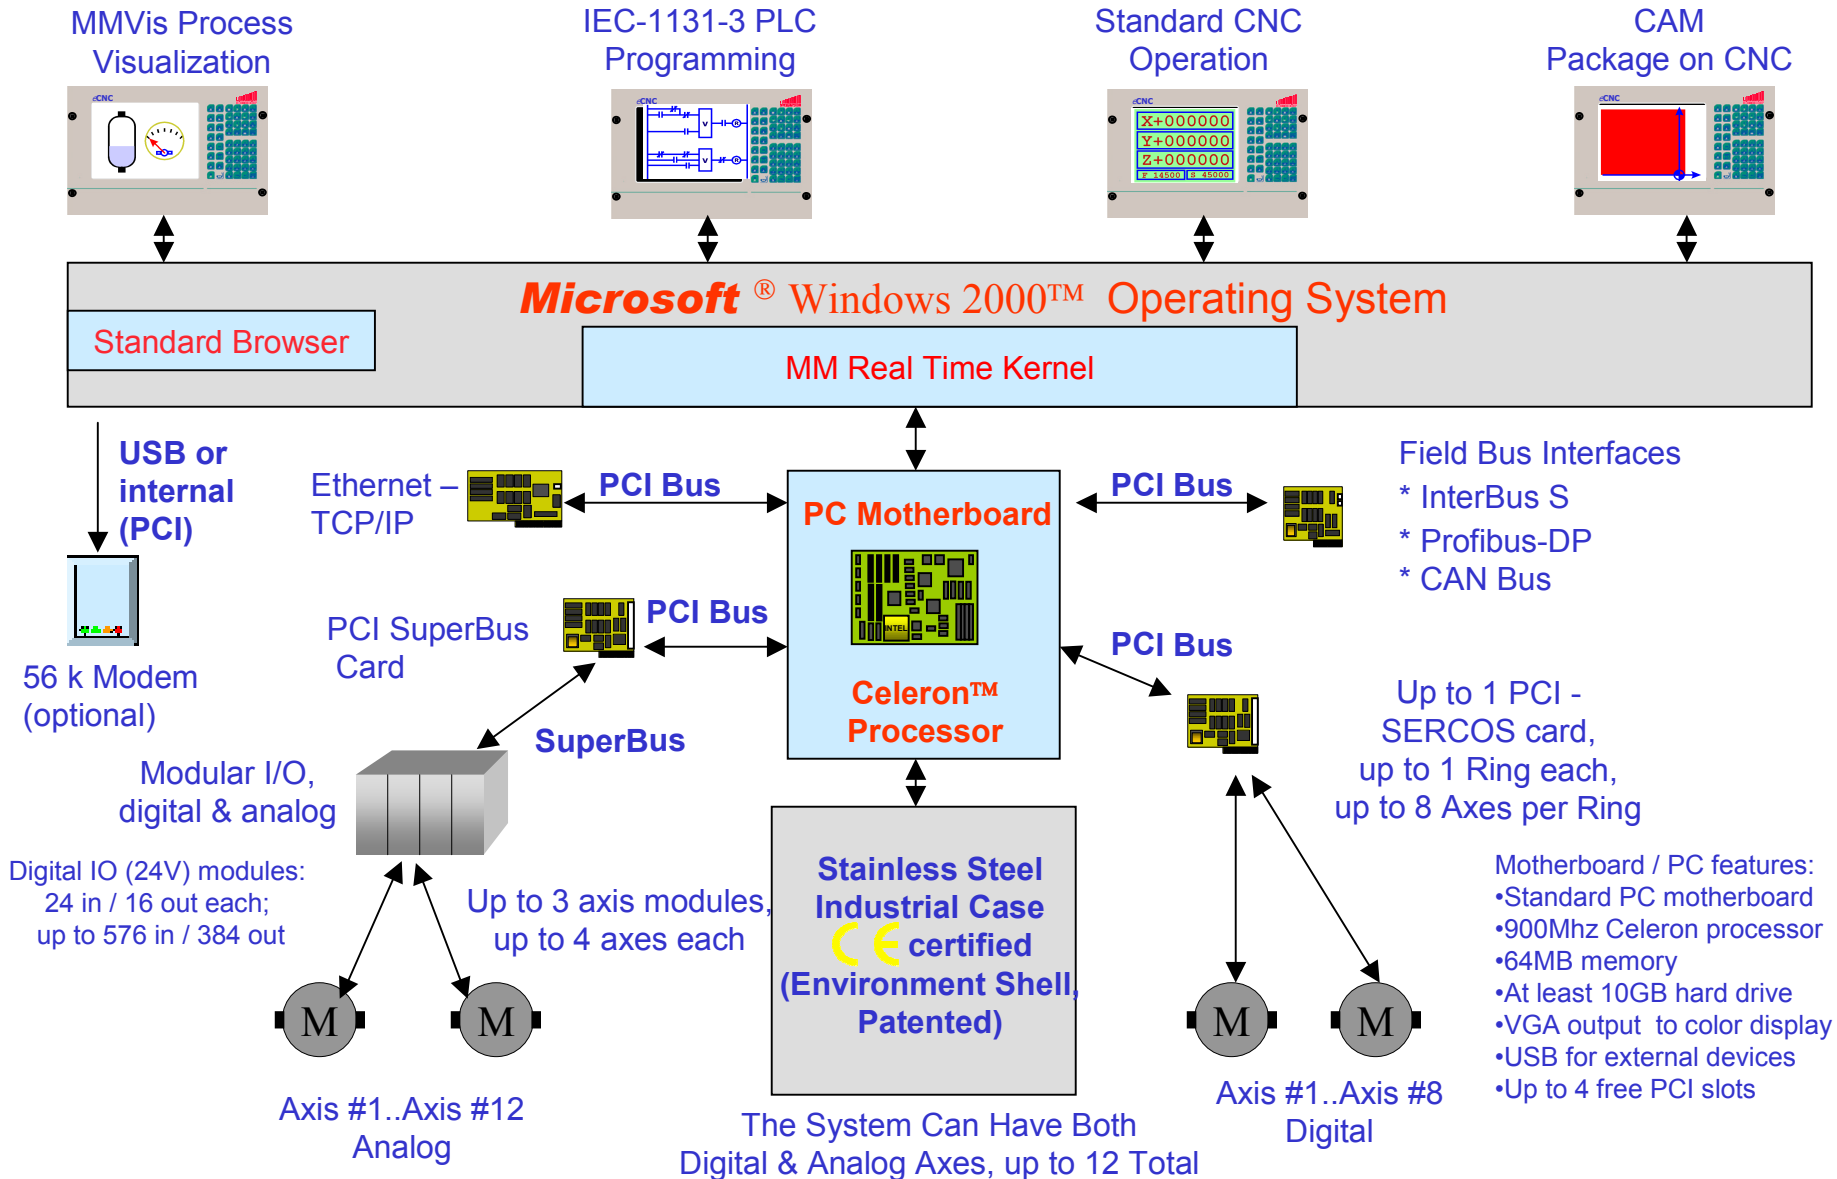 MMVis Process
Visualization
IEC-1131-3 PLC
Programming
Standard CNC
Operation
CAM
Package on CNC
eCNC
eCNC
eCNC
X+000000
Y+000000
Z+000000
F 14500 S 45000
eCNC
V
R
V
R
Microsoft ® Windows 2000™ Operating System
Standard Browser
MM Real Time Kernel
USB or
internal
(PCI)
56 k Modem
(optional)
Ethernet –
TCP/IP
PCI Bus
PC Motherboard
INTEL
Celeron™
Processor
PCI Bus
Field Bus Interfaces
* InterBus S
* Profibus-DP
* CAN Bus
PCI SuperBus
Card
PCI Bus
SuperBus
PCI Bus
Up to 1 PCI -
SERCOS card,
up to 1 Ring each,
up to 8 Axes per Ring
Modular I/O,
digital & analog
Digital IO (24V) modules:
24 in / 16 out each;
up to 576 in / 384 out
Up to 3 axis modules,
up to 4 axes each
Stainless Steel
Industrial Case
CE certified
(Environment Shell,
Patented)
Motherboard / PC features:
•Standard PC motherboard
•900Mhz Celeron processor
•64MB memory
•At least 10GB hard drive
•VGA output to color display
•USB for external devices
•Up to 4 free PCI slots
M
M
M
M
Axis #1..Axis #12
Analog
The System Can Have Both
Digital & Analog Axes, up to 12 Total
Axis #1..Axis #8
Digital